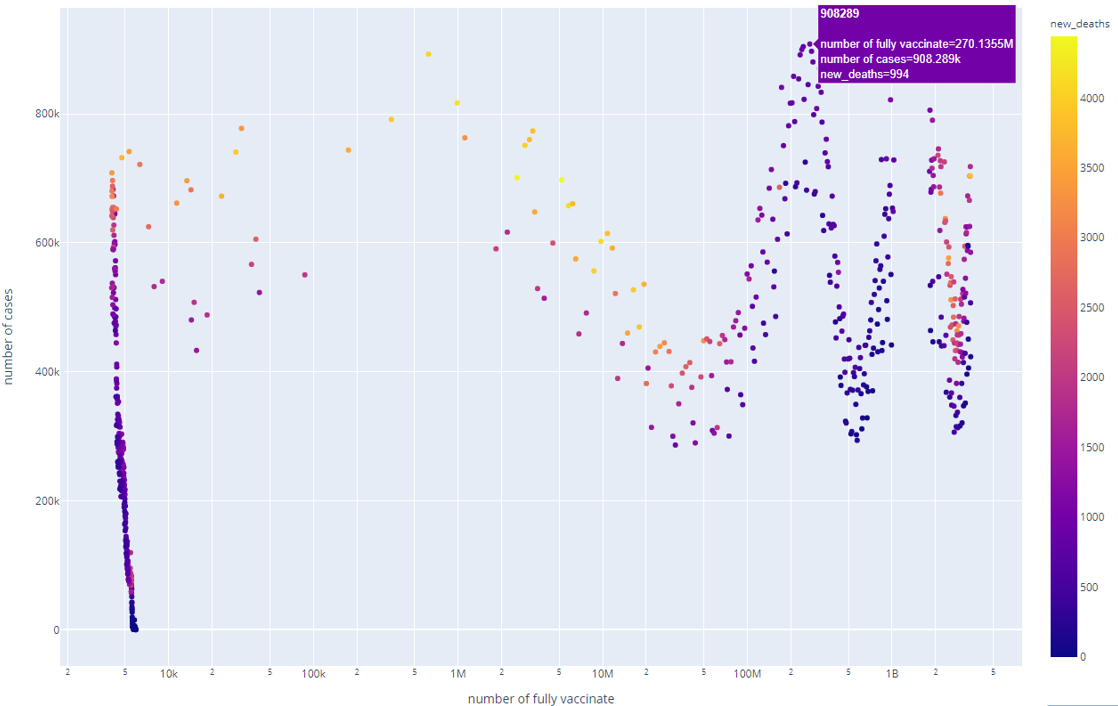 908289
new_deaths
number of fully vaccinate=270.1355M
number of cases=908.289k
new_deaths=994
800k
600k
400k
200k
0
number of cases
2 5 10k 2 5 100k 2 5 1M 2 5 10M 2 5 100M 2 5 1B 2 5
number of fully vaccinate
4000
3500
3000
2500
2000
1500
1000
500
0